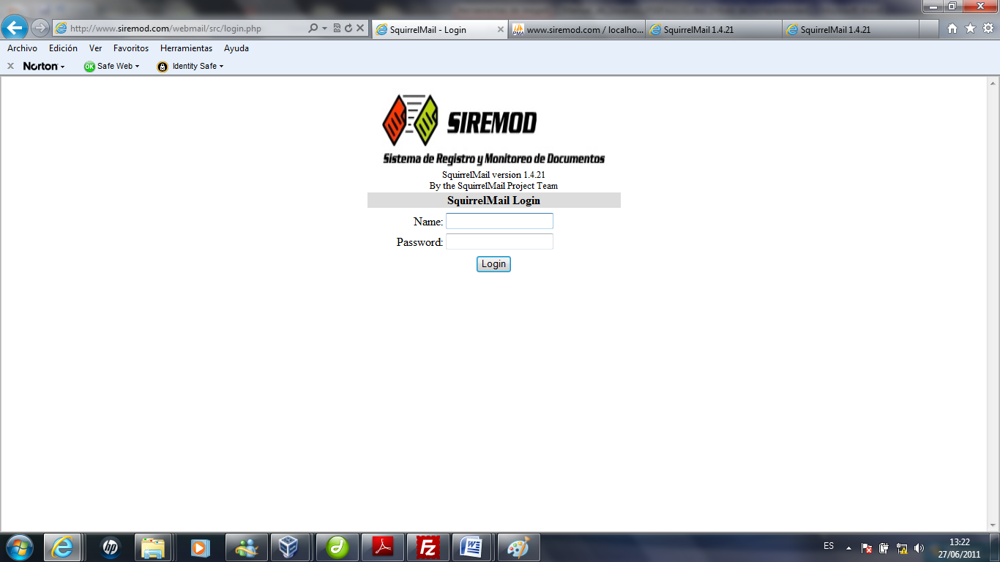 http://www.siremod.com/webmail/src/login.php
SquirrelMail - Login
www.siremod.com / localho...
SquirrelMail 1.4.21
SquirrelMail 1.4.21
Archivo Edición Ver Favoritos Herramientas Ayuda
x Norton Safe Web Identity Safe
SIREMOD
Sistema de Registro y Monitoreo de Documentos
SquirrelMail version 1.4.21
By the SquirrelMail Project Team
SquirrelMail Login
Name:
Password:
Login
ES
13:22
27/06/2011